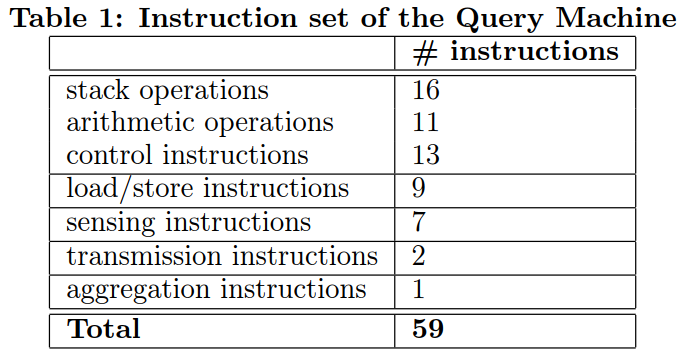 Table 1: Instruction set of the Query Machine
# instructions
stack operations 16
arithmetic operations 11
control instructions 13
load/store instructions 9
sensing instructions 7
transmission instructions 2
aggregation instructions 1
Total 59